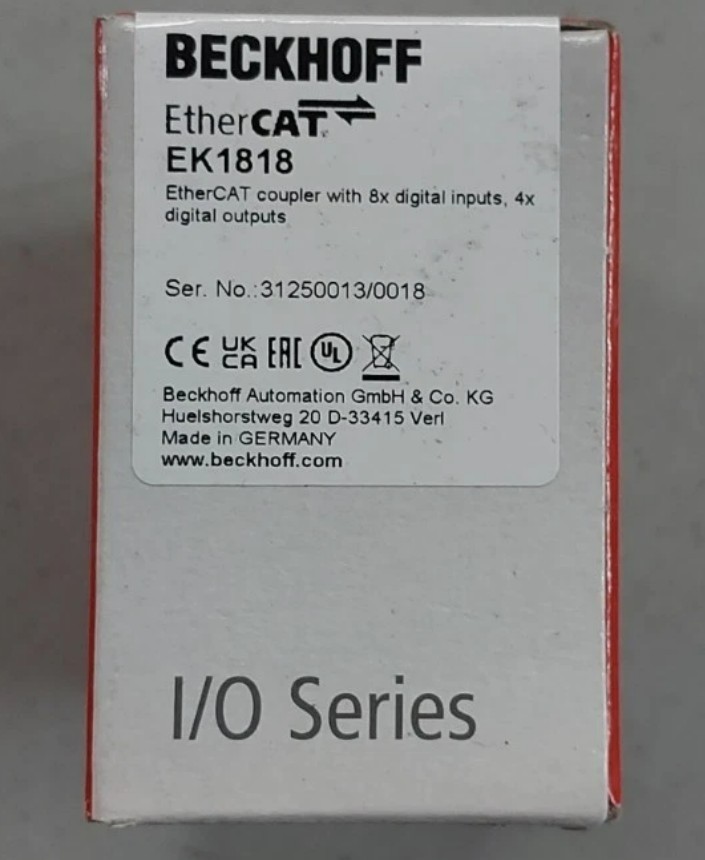 BECKHOFF
EtherCAT
EK1818
EtherCAT coupler with 8x digital inputs, 4x
digital outputs
Ser. No.:31250013/0018
CE UK CA EAC UL
Beckhoff Automation GmbH & Co. KG
Huelshorstweg 20 D-33415 Verl
Made in GERMANY
www.beckhoff.com
I/O Series